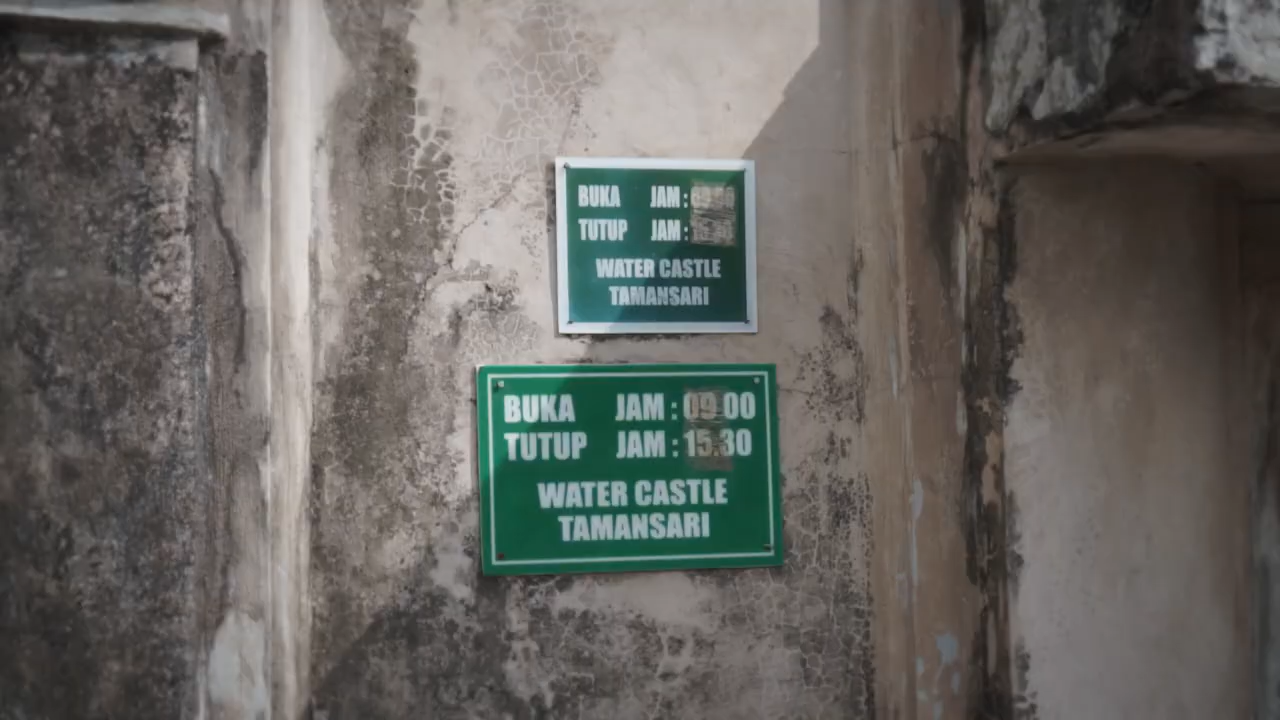 BUKA JAM :
TUTUP JAM :
WATER CASTLE
TAMANSARI
BUKA JAM : 09.00
TUTUP JAM : 15.30
WATER CASTLE
TAMANSARI